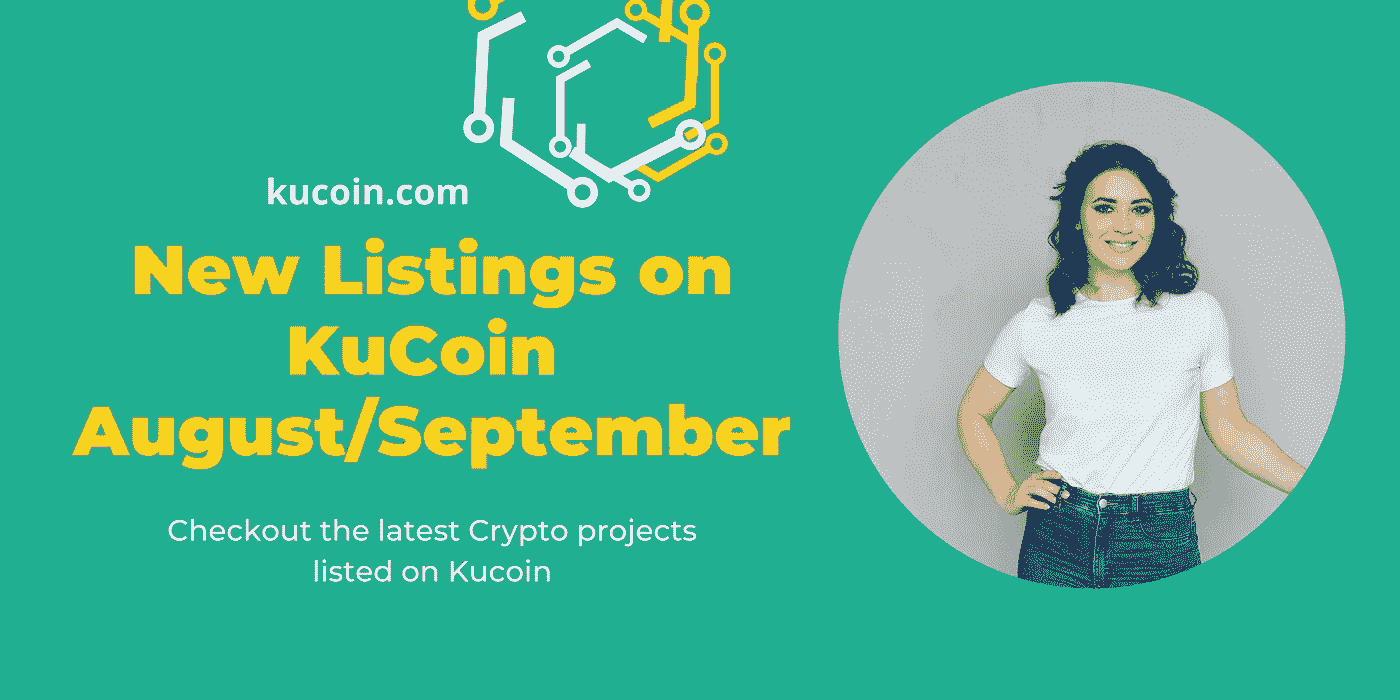 kucoin.com
New Listings on
KuCoin
August/September
Checkout the latest Crypto projects
listed on Kucoin